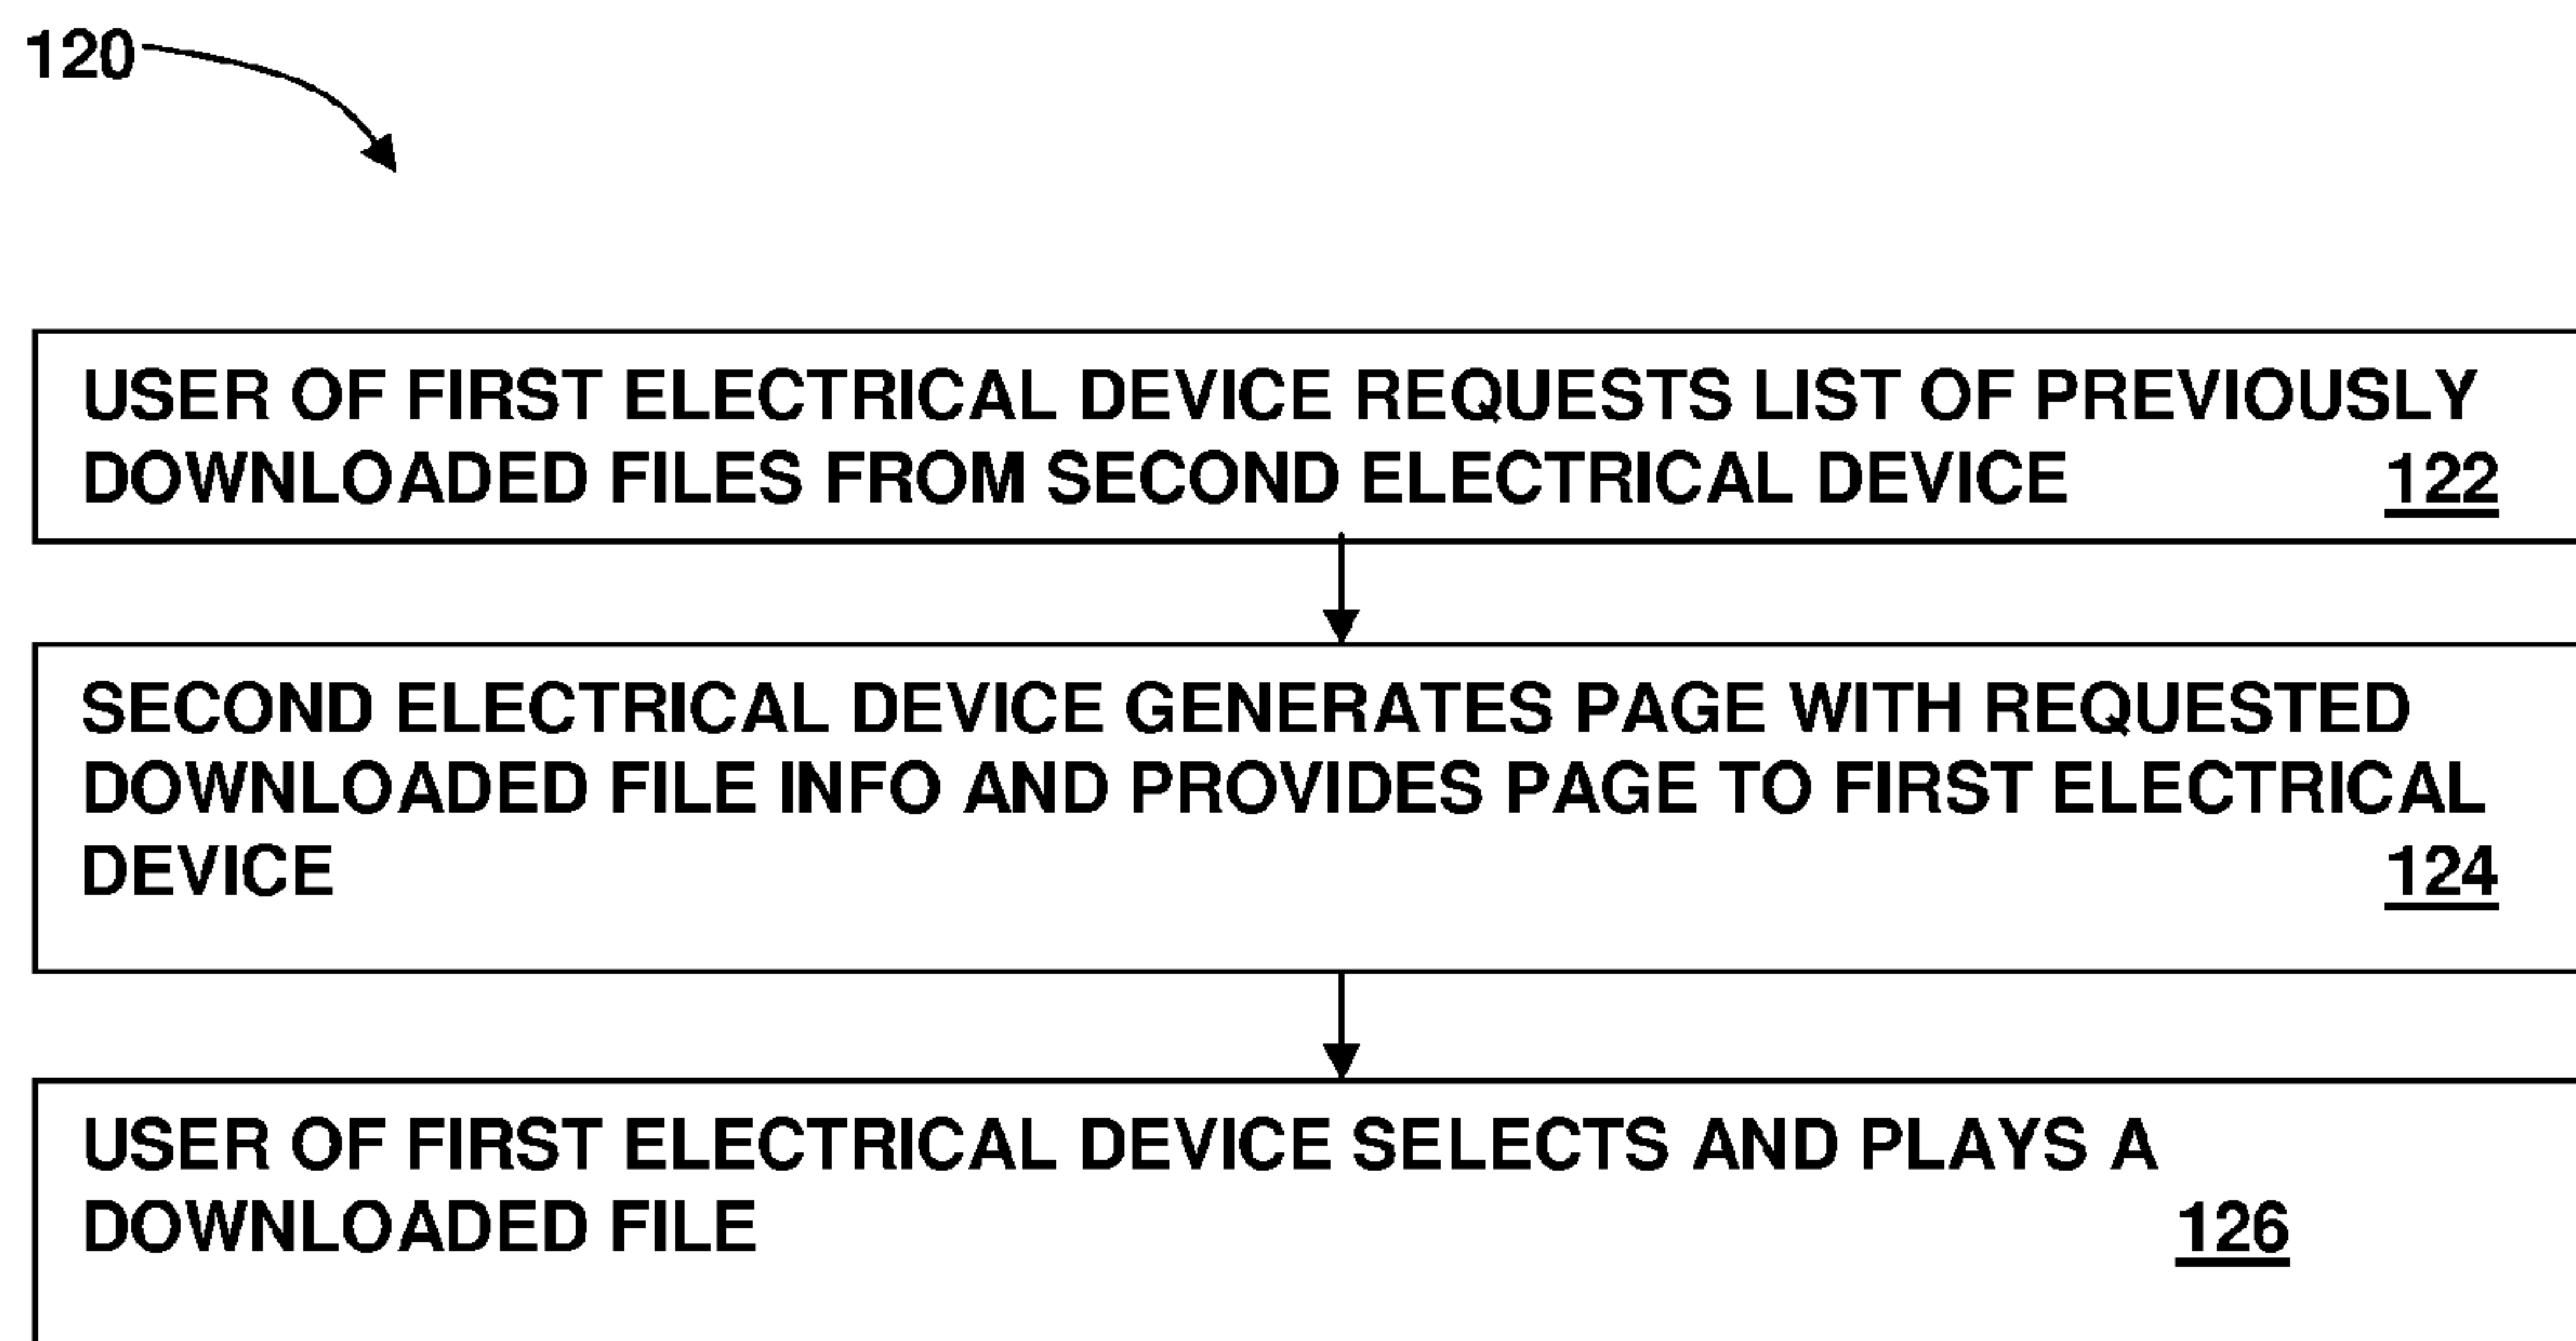 120
USER OF FIRST ELECTRICAL DEVICE REQUESTS LIST OF PREVIOUSLY
DOWNLOADED FILES FROM SECOND ELECTRICAL DEVICE 122
SECOND ELECTRICAL DEVICE GENERATES PAGE WITH REQUESTED
DOWNLOADED FILE INFO AND PROVIDES PAGE TO FIRST ELECTRICAL
DEVICE 124
USER OF FIRST ELECTRICAL DEVICE SELECTS AND PLAYS A
DOWNLOADED FILE 126